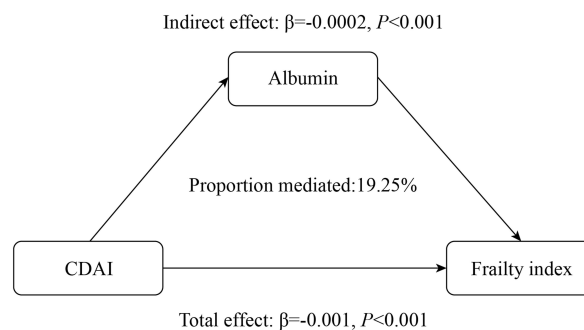 Indirect effect: β=-0.0002, P<0.001
Albumin
Proportion mediated:19.25%
CDAI
Frailty index
Total effect: β=-0.001, P<0.001